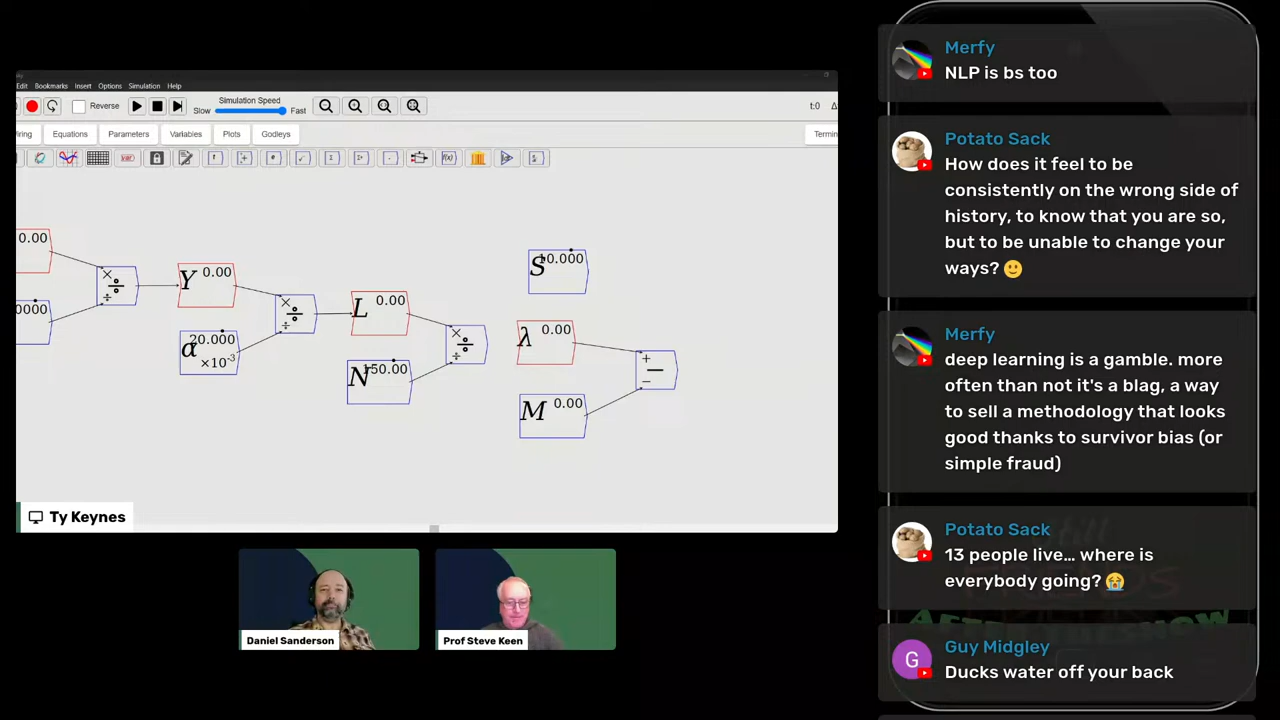 Edit
Bookmarks
Insert
Options
Simulation
Help
Reverse
Simulation Speed
Slow
Fast
t:0
Equations
Parameters
Variables
Plots
Godleys
var
f(x)
0.00
0000
×
÷
÷
Y 0.00
α 20.000
×10⁻³
×
÷
÷
L 0.00
N 150.00
×
÷
÷
S 10.000
λ 0.00
M 0.00
+
−
Ty Keynes
Daniel Sanderson
Prof Steve Keen
Merfy
NLP is bs too
Potato Sack
How does it feel to be
consistently on the wrong side of
history, to know that you are so,
but to be unable to change your
ways? 🙂
Merfy
deep learning is a gamble. more
often than not it's a blag, a way
to sell a methodology that looks
good thanks to survivor bias (or
simple fraud)
Potato Sack
13 people live… where is
everybody going? 😭
G
Guy Midgley
Ducks water off your back